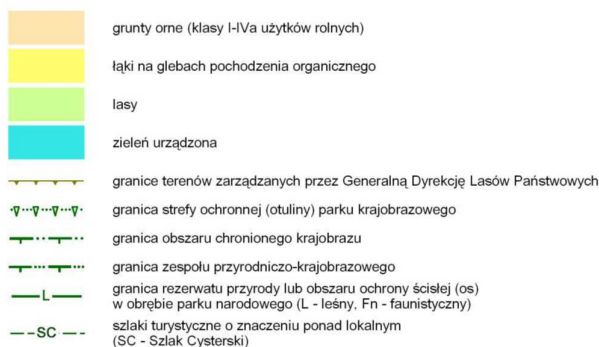 grunty orne (klasy I-IVa użytków rolnych)
łąki na glebach pochodzenia organicznego
lasy
zieleń urządzona
granice terenów zarządzanych przez Generalną Dyrekcję Lasów Państwowych
granica strefy ochronnej (otuliny) parku krajobrazowego
granica obszaru chronionego krajobrazu
granica zespołu przyrodniczo-krajobrazowego
granica rezerwatu przyrody lub obszaru ochrony ścisłej (os)
L w obrębie parku narodowego (L - leśny, Fn - faunistyczny)
szlaki turystyczne o znaczeniu ponad lokalnym
SC (SC - Szlak Cysterski)